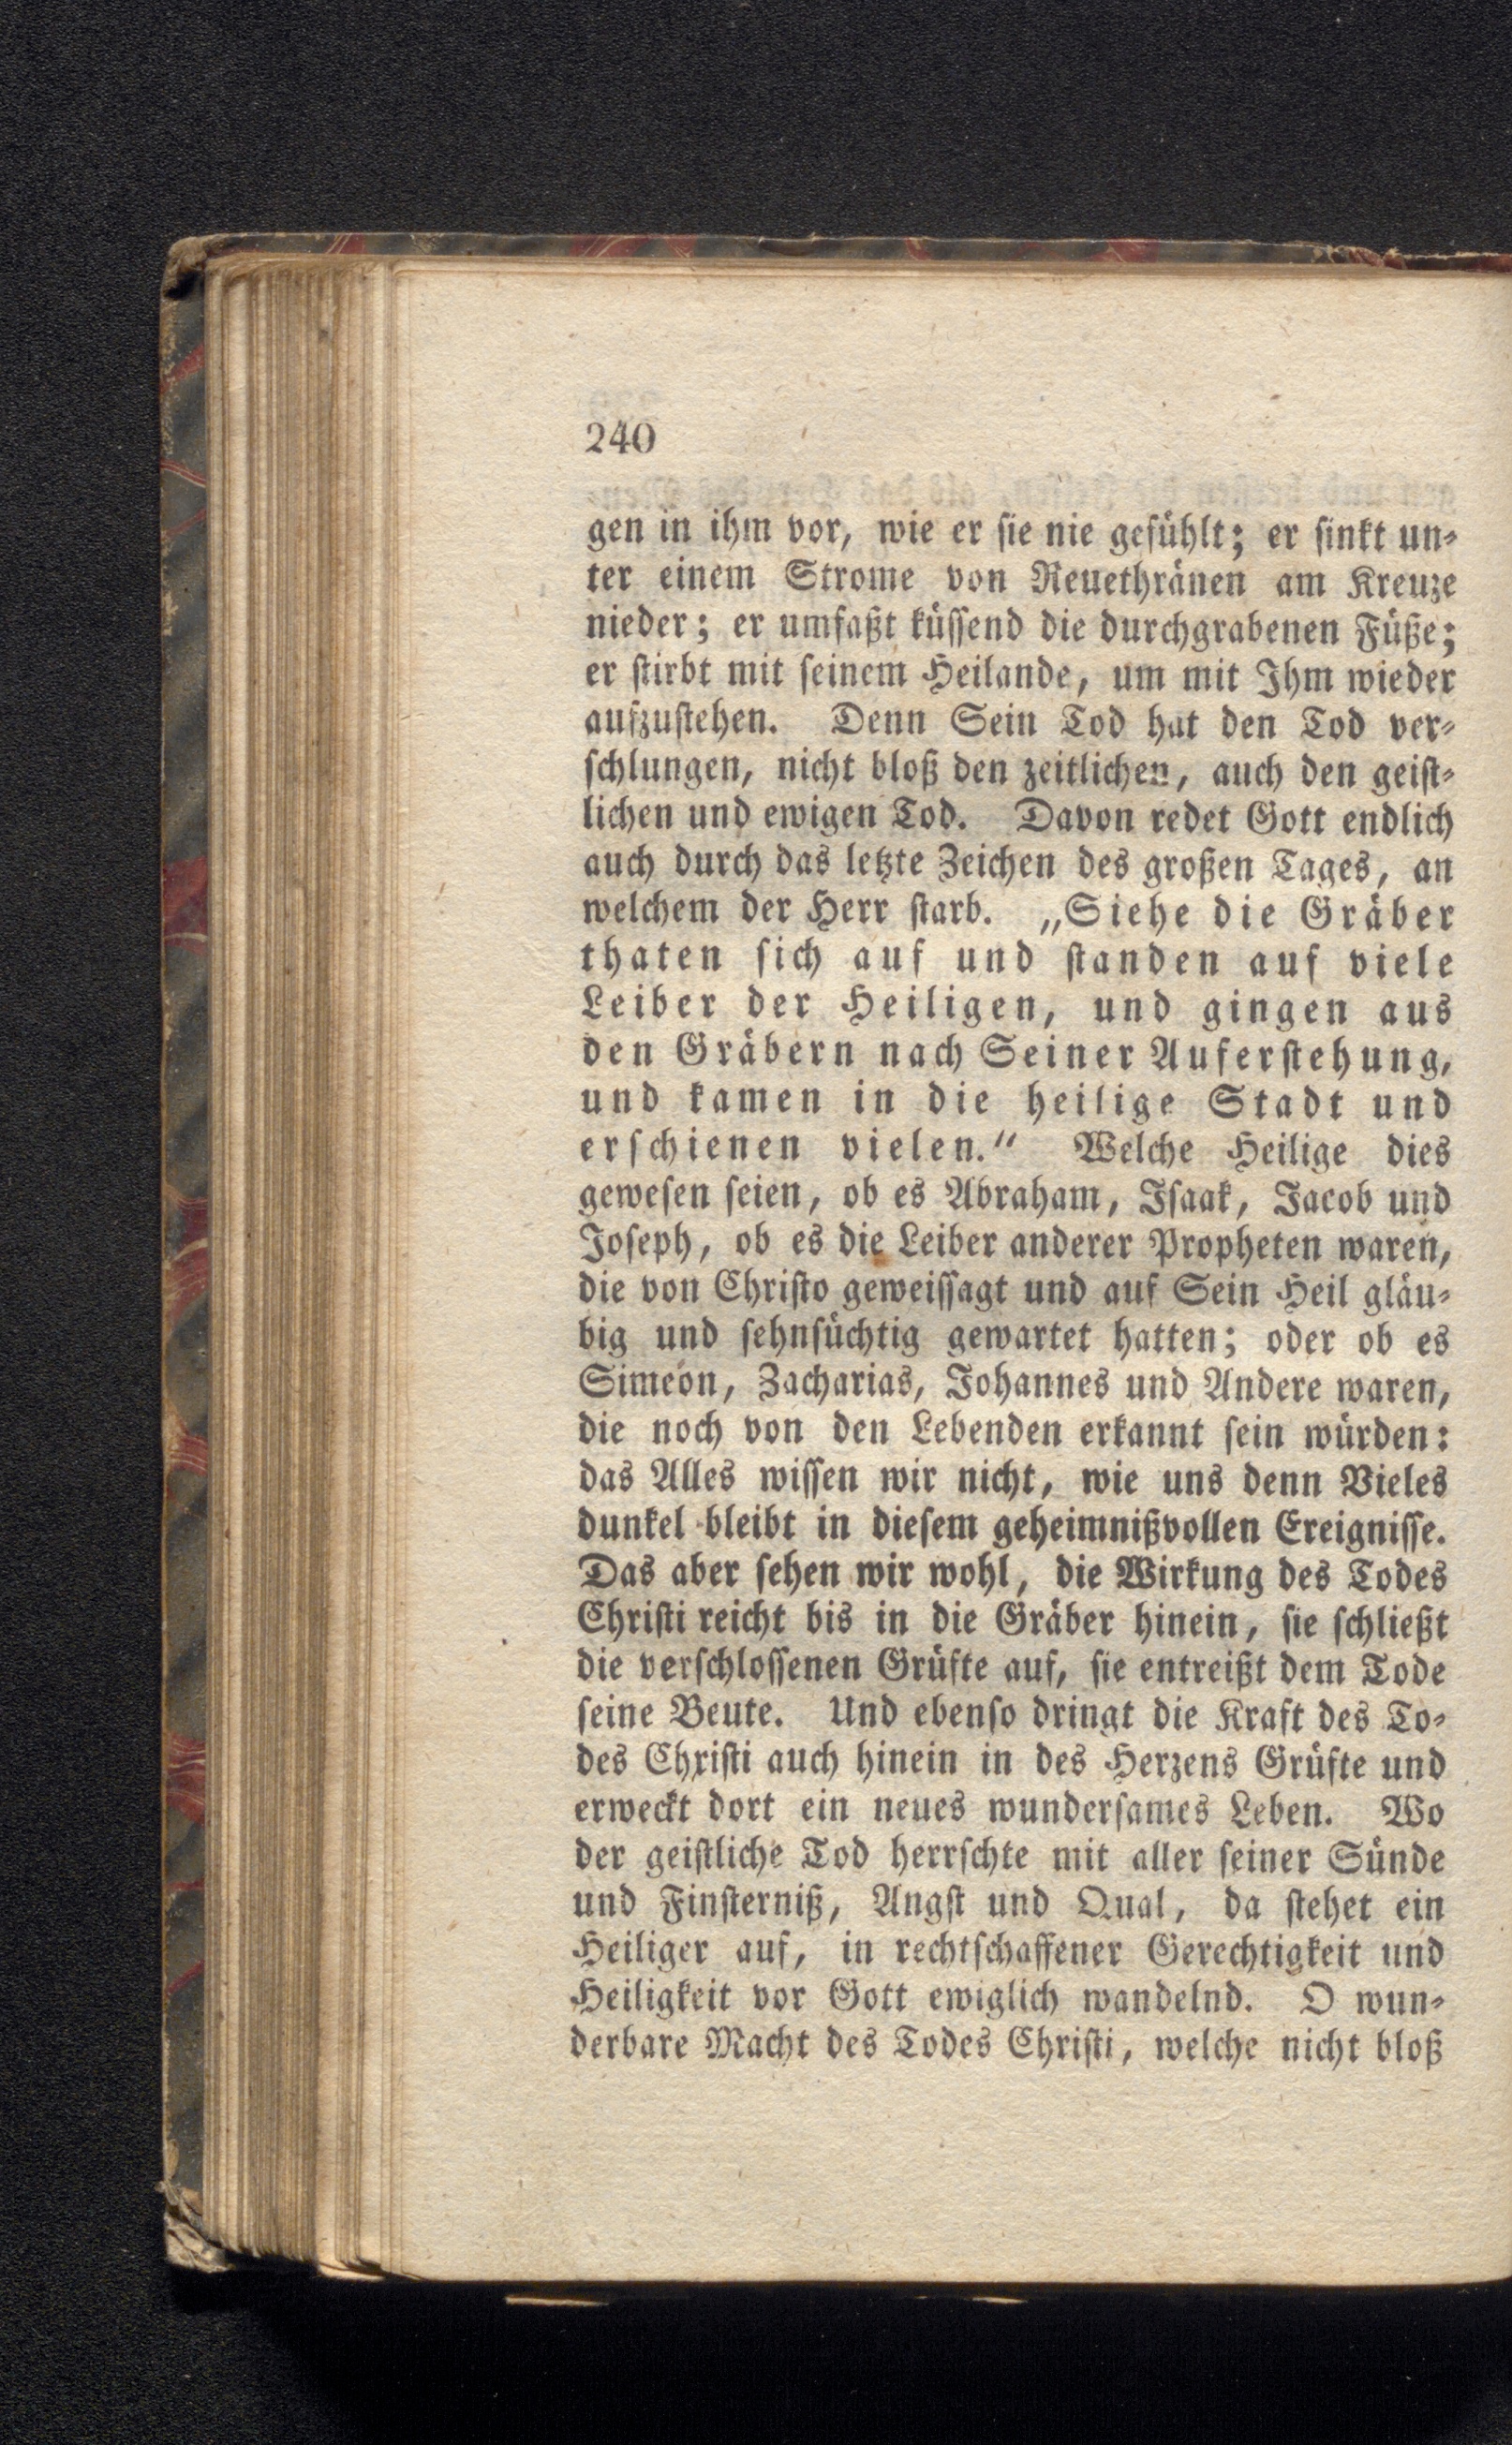 240
gen in ihm vor, wie er sie nie gefühlt; er sinkt un-
ter einem Strome von Reuethränen am Kreuze
nieder; er umfaßt küssend die durchgrabenen Füße;
er stirbt mit seinem Heilande, um mit Ihm wieder
aufzustehen. Denn Sein Tod hat den Tod ver-
schlungen, nicht bloß den zeitlichen, auch den geist-
lichen und ewigen Tod. Davon redet Gott endlich
auch durch das letzte Zeichen des großen Tages, an
welchem der Herr starb. „Siehe die Gräber
thaten sich auf und standen auf viele
Leiber der Heiligen, und gingen aus
den Gräbern nach Seiner Auferstehung,
und kamen in die heilige Stadt und
erschienen vielen.“ Welche Heilige dies
gewesen seien, ob es Abraham, Isaak, Jacob und
Joseph, ob es die Leiber anderer Propheten waren,
die von Christo geweissagt und auf Sein Heil gläu-
big und sehnsüchtig gewartet hatten; oder ob es
Simeon, Zacharias, Johannes und Andere waren,
die noch von den Lebenden erkannt sein würden:
das Alles wissen wir nicht, wie uns denn Vieles
dunkel bleibt in diesem geheimnißvollen Ereignisse.
Das aber sehen wir wohl, die Wirkung des Todes
Christi reicht bis in die Gräber hinein, sie schließt
die verschlossenen Grüfte auf, sie entreißt dem Tode
seine Beute. Und ebenso dringt die Kraft des To-
des Christi auch hinein in des Herzens Grüfte und
erweckt dort ein neues wundersames Leben. Wo
der geistliche Tod herrschte mit aller seiner Sünde
und Finsterniß, Angst und Qual, da stehet ein
Heiliger auf, in rechtschaffener Gerechtigkeit und
Heiligkeit vor Gott ewiglich wandelnd. O wun-
derbare Macht des Todes Christi, welche nicht bloß